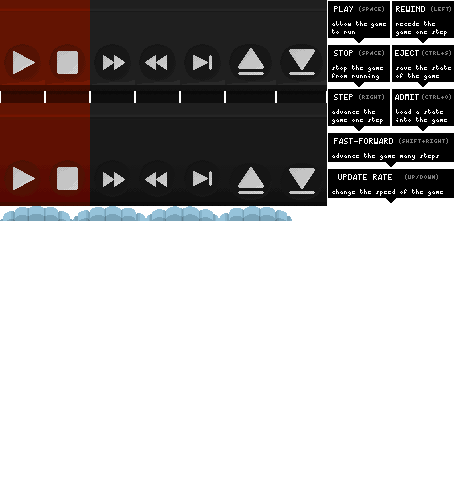 PLAY (SPACE)
allow the game
to run
REWIND (LEFT)
recede the
game one step
STOP (SPACE)
stop the game
from running
EJECT (CTRL+S)
save the state
of the game
STEP (RIGHT)
advance the
game one step
ADMIT (CTRL+O)
load a state
into the game
FAST-FORWARD (SHIFT+RIGHT)
advance the game many steps
UPDATE RATE (UP/DOWN)
change the speed of the game